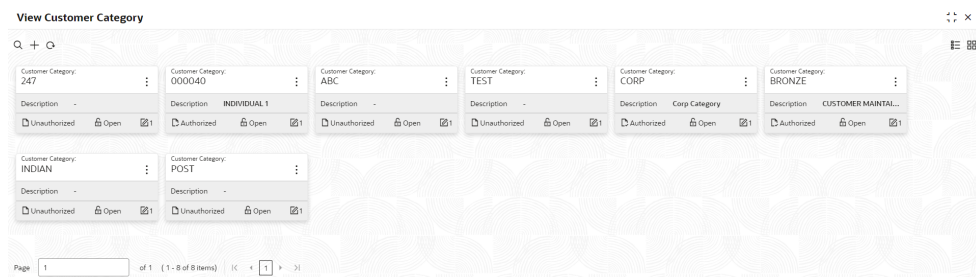 View Customer Category
Customer Category: Customer Category: Customer Category: Customer Category: Customer Category: Customer Category:
247 000040 ABC TEST CORP BRONZE
Description - Description INDIVIDUAL 1 Description - Description - Description Corp Category Description CUSTOMER MAINTAI...
Unauthorized Open 1 Authorized Open 1 Unauthorized Open 1 Unauthorized Open 1 Authorized Open 1 Authorized Open 1
Customer Category: Customer Category:
INDIAN POST
Description - Description -
Unauthorized Open 1 Unauthorized Open 1
Page 1 of 1 (1 - 8 of 8 items) 1